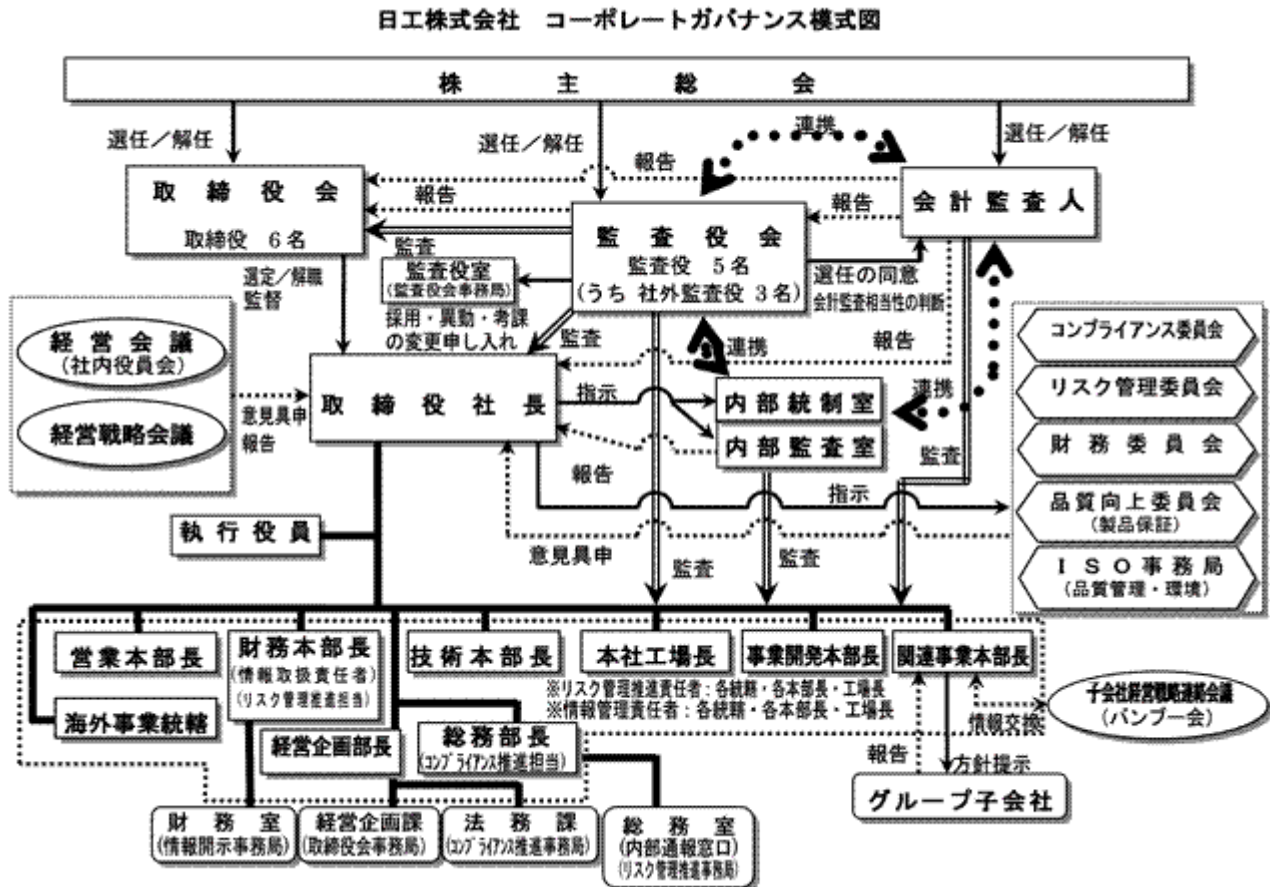 日工株式会社　コーポレートガバナンス模式図
株主総会
選任／解任
選任／解任
連携
選任／解任
報告
取締役会
取締役 6名
報告
監査
監査役会
監査役 5名
(うち 社外監査役 3名)
報告
会計監査人
選定／解職
監督
監査役室
(監査役会事務局)
採用・異動・考課
の変更申し入れ
監査
選任の同意
会計監査相当性の判断
連携
報告
経営会議
(社内役員会)
経営戦略会議
意見具申
報告
取締役社長
指示
内部統制室
内部監査室
連携
報告
監査
指示
コンプライアンス委員会
リスク管理委員会
財務委員会
品質向上委員会
(製品保証)
ISO事務局
(品質管理・環境)
執行役員
意見具申
監査
監査
営業本部長
財務本部長
(情報取扱責任者)
(リスク管理推進担当)
技術本部長
本社工場長
事業開発本部長
関連事業本部長
※リスク管理推進責任者：各統轄・各本部長・工場長
※情報管理責任者：各統轄・各本部長・工場長
海外事業統轄
経営企画部長
総務部長
(コンプライアンス推進担当)
子会社経営戦略連絡会議
(バンブー会)
情報交換
報告
方針提示
グループ子会社
財務室
(情報開示事務局)
経営企画課
(取締役会事務局)
法務課
(コンプライアンス推進事務局)
総務室
(内部通報窓口)
(リスク管理推進事務局)